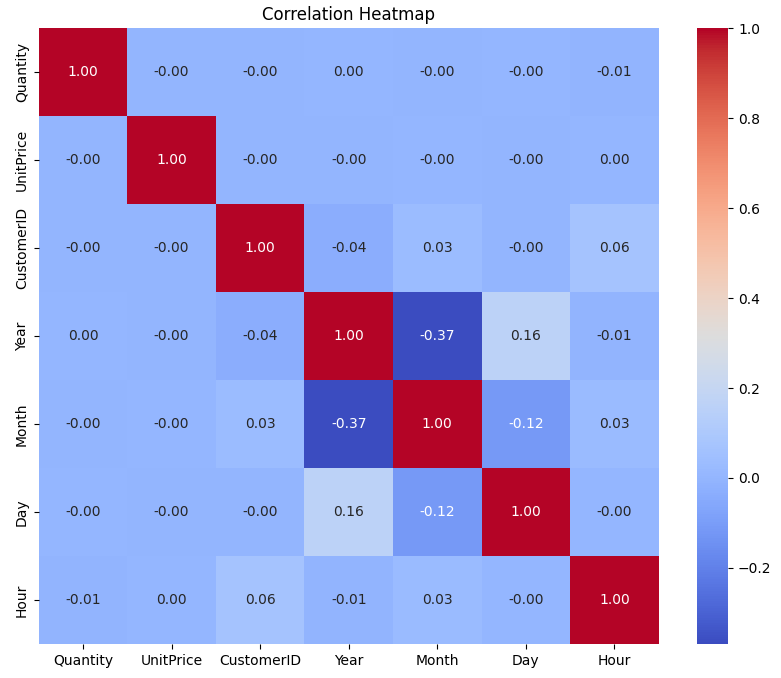 Correlation Heatmap
Quantity 1.00 -0.00 -0.00 0.00 -0.00 -0.00 -0.01
UnitPrice -0.00 1.00 -0.00 -0.00 -0.00 -0.00 0.00
CustomerID -0.00 -0.00 1.00 -0.04 0.03 -0.00 0.06
Year 0.00 -0.00 -0.04 1.00 -0.37 0.16 -0.01
Month -0.00 -0.00 0.03 -0.37 1.00 -0.12 0.03
Day -0.00 -0.00 -0.00 0.16 -0.12 1.00 -0.00
Hour -0.01 0.00 0.06 -0.01 0.03 -0.00 1.00
Quantity UnitPrice CustomerID Year Month Day Hour
1.0
0.8
0.6
0.4
0.2
0.0
−0.2